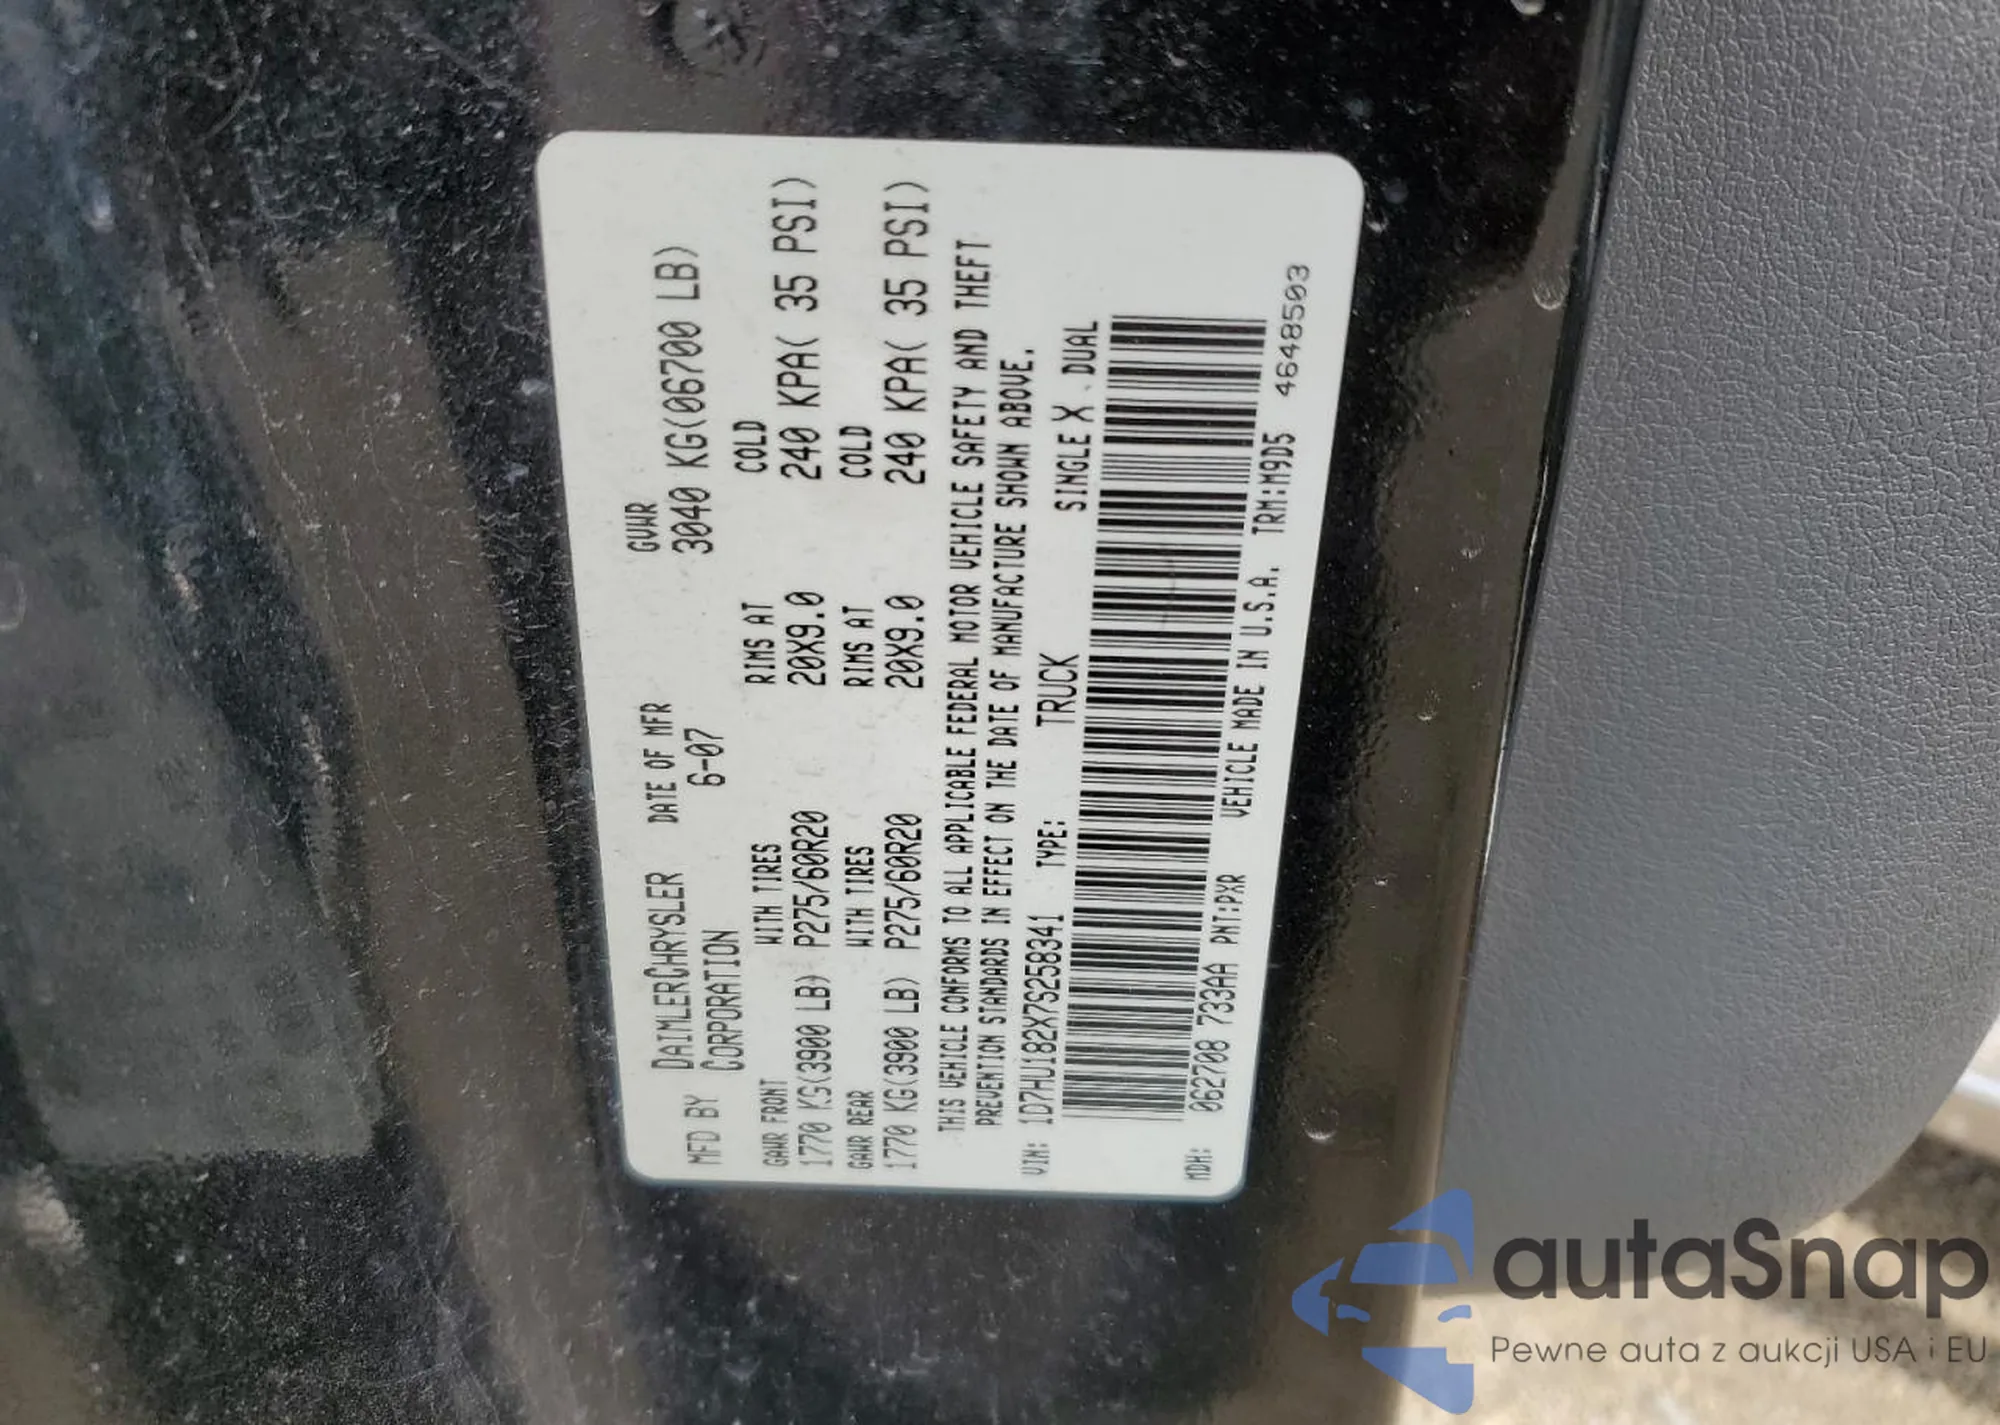 MFD BY DAIMLERCHRYSLER CORPORATION DATE OF MFR 6-07 GVWR 3040 KG(06700 LB)
GAWR FRONT WITH TIRES RIMS AT COLD
1770 KG(3900 LB) P275/60R20 20X9.0 240 KPA( 35 PSI)
GAWR REAR WITH TIRES RIMS AT COLD
1770 KG(3900 LB) P275/60R20 20X9.0 240 KPA( 35 PSI)
THIS VEHICLE CONFORMS TO ALL APPLICABLE FEDERAL MOTOR VEHICLE SAFETY AND THEFT
PREVENTION STANDARDS IN EFFECT ON THE DATE OF MANUFACTURE SHOWN ABOVE.
VIN: 1D7HU182X7S258341 TYPE: TRUCK SINGLE X DUAL
MDH: 062708 733AA PNT:PXR VEHICLE MADE IN U.S.A. TRM:M9D5 4648503
autaSnap
Pewne auta z aukcji USA i EU